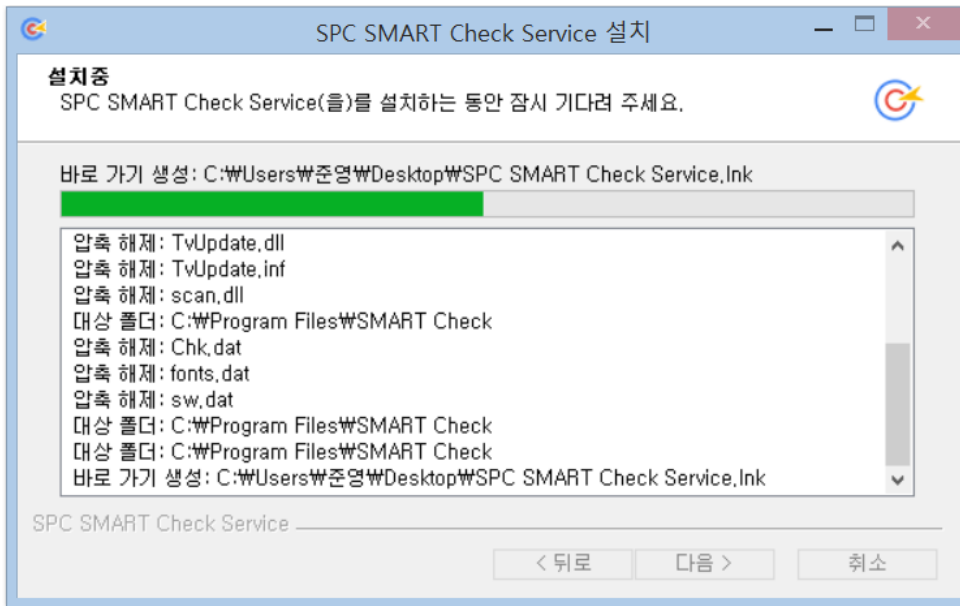 SPC SMART Check Service 설치
설치중
SPC SMART Check Service(을)를 설치하는 동안 잠시 기다려 주세요.
바로 가기 생성: C:₩Users₩준영₩Desktop₩SPC SMART Check Service.lnk
압축 해제: TvUpdate.dll
압축 해제: TvUpdate.inf
압축 해제: scan.dll
대상 폴더: C:₩Program Files₩SMART Check
압축 해제: Chk.dat
압축 해제: fonts.dat
압축 해제: sw.dat
대상 폴더: C:₩Program Files₩SMART Check
대상 폴더: C:₩Program Files₩SMART Check
바로 가기 생성: C:₩Users₩준영₩Desktop₩SPC SMART Check Service.lnk
SPC SMART Check Service
< 뒤로
다음 >
취소